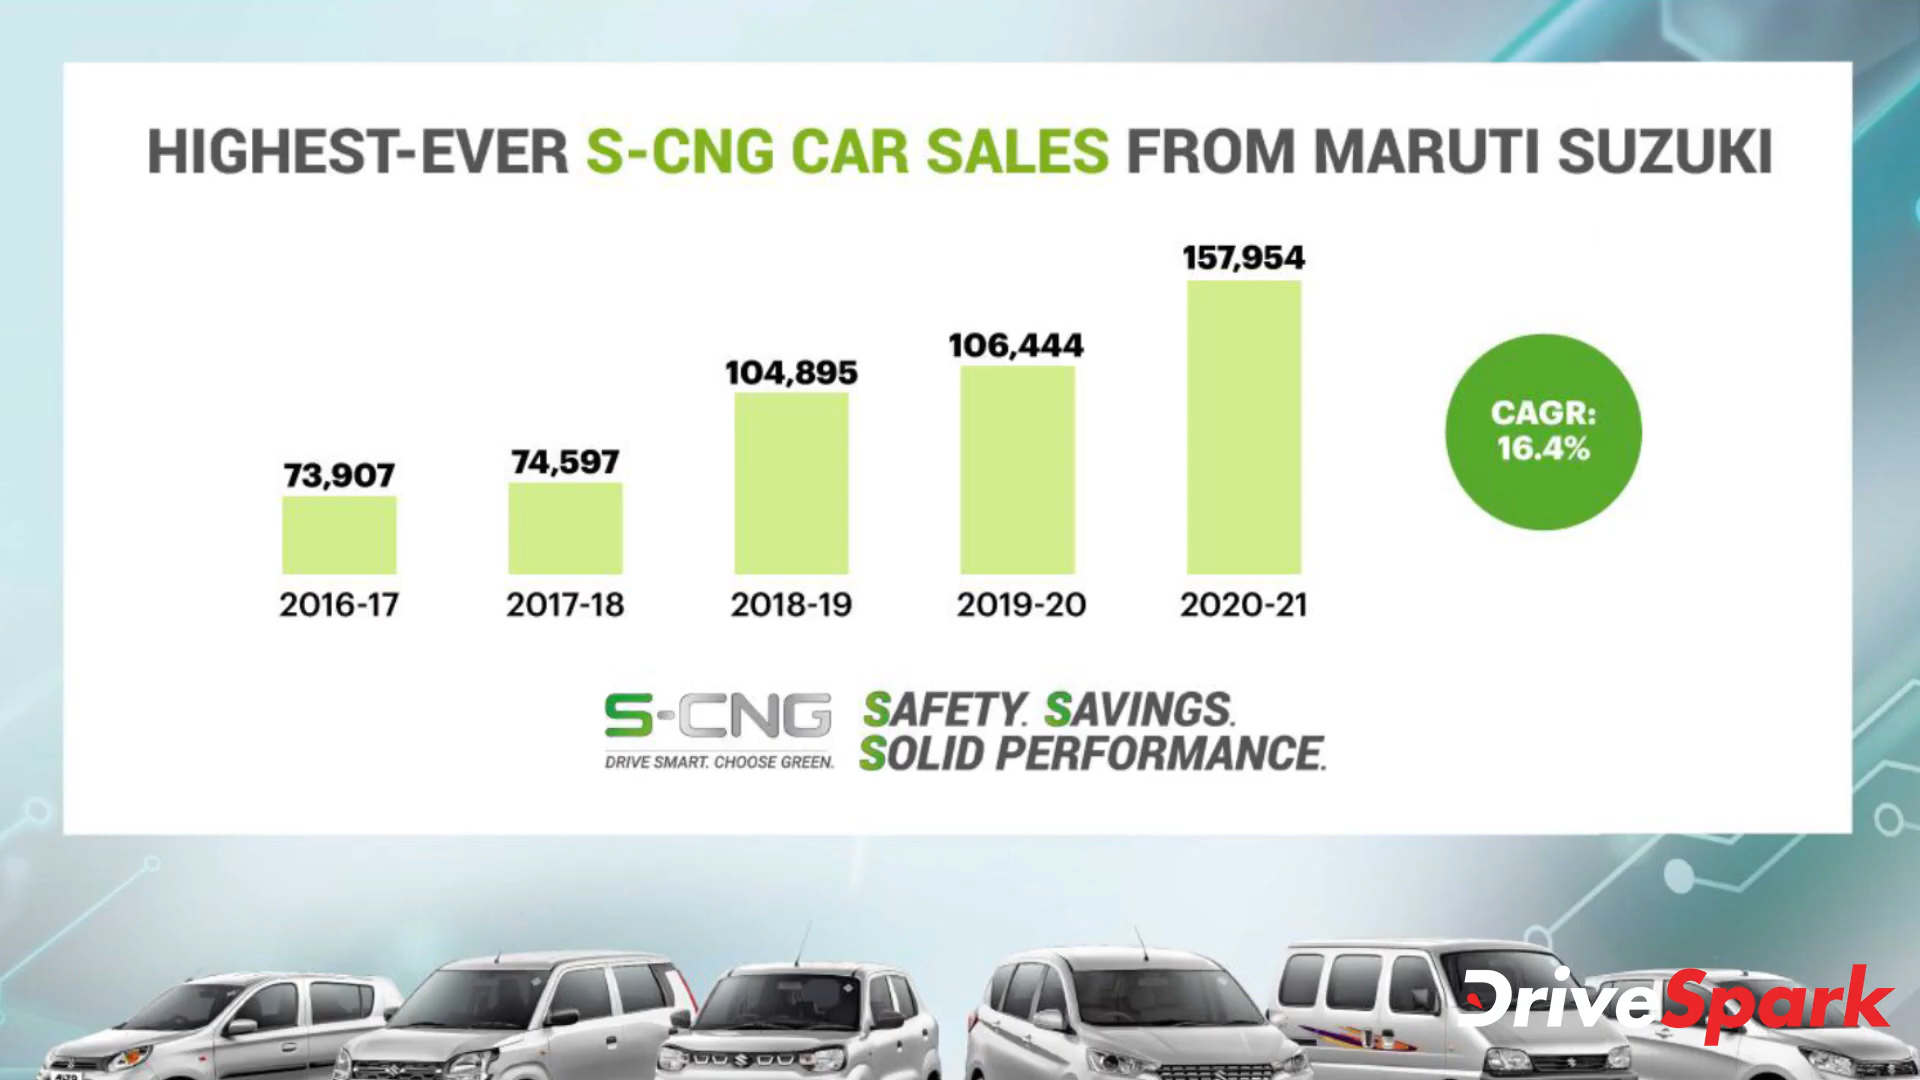 HIGHEST-EVER S-CNG CAR SALES FROM MARUTI SUZUKI
73,907
74,597
104,895
106,444
157,954
2016-17
2017-18
2018-19
2019-20
2020-21
CAGR:
16.4%
S-CNG
DRIVE SMART. CHOOSE GREEN.
SAFETY. SAVINGS.
SOLID PERFORMANCE.
DriveSpark